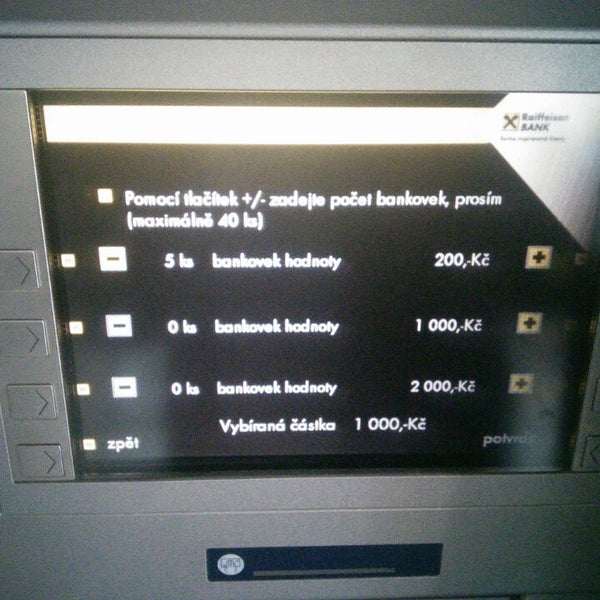 Raiffeisen
BANK
Pomocí tlačítek +/- zadejte počet bankovek, prosím
(maximálně 40 ks)
- 5 ks bankovek hodnoty 200,-Kč +
- 0 ks bankovek hodnoty 1 000,-Kč +
- 0 ks bankovek hodnoty 2 000,-Kč +
Vybíraná částka 1 000,-Kč
zpět